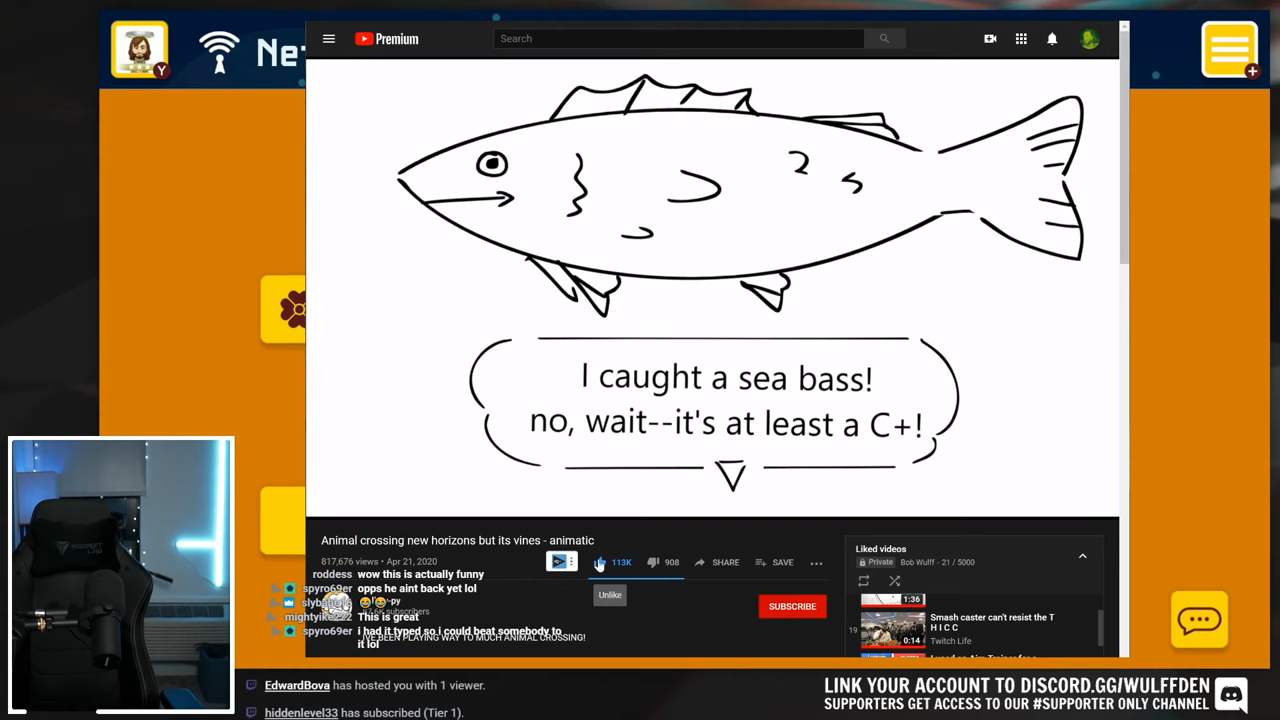 Net
Y
Premium
Search
I caught a sea bass!
no, wait--it's at least a C+!
Animal crossing new horizons but its vines - animatic
817,676 views • Apr 21, 2020
113K
908
SHARE
SAVE
Unlike
SUBSCRIBE
subscribers
I'VE BEEN PLAYING WAY TO MUCH ANIMAL CROSSING!
Liked videos
Private Bob Wulff - 21 / 5000
1:36
19
0:14
Smash caster can't resist the T
H I C C
Twitch Life
roddess wow this is actually funny
spyro69er opps he aint back yet lol
mightyike222 This is great
spyro69er i had it typed so i could beat somebody to
it lol
EdwardBova has hosted you with 1 viewer.
hiddenlevel33 has subscribed (Tier 1).
LINK YOUR ACCOUNT TO DISCORD.GG/WULFFDEN
SUPPORTERS GET ACCESS TO OUR #SUPPORTER ONLY CHANNEL